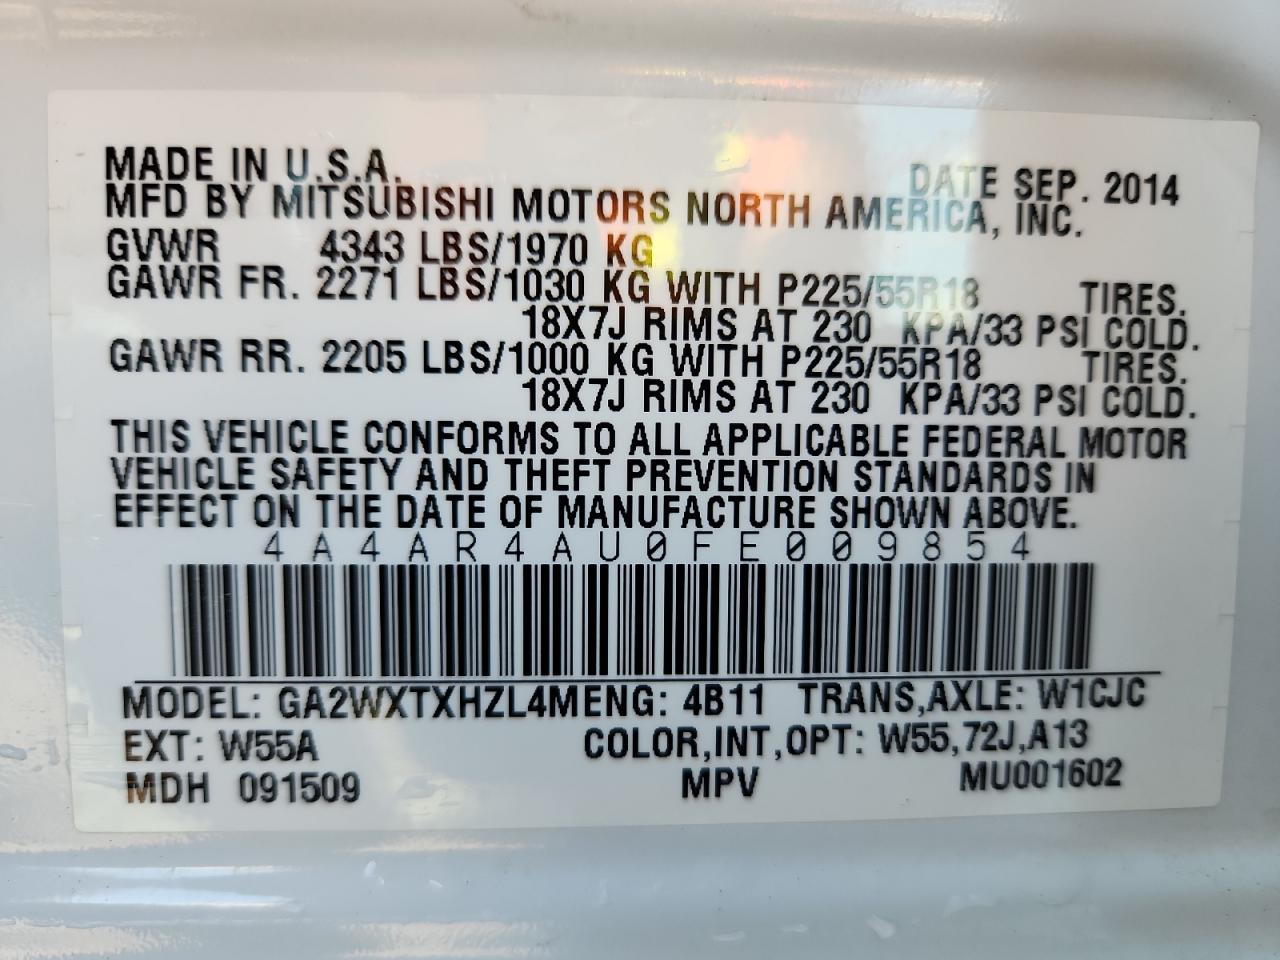 MADE IN U.S.A. DATE SEP. 2014
MFD BY MITSUBISHI MOTORS NORTH AMERICA, INC.
GVWR 4343 LBS/1970 KG
GAWR FR. 2271 LBS/1030 KG WITH P225/55R18 TIRES.
18X7J RIMS AT 230 KPA/33 PSI COLD.
GAWR RR. 2205 LBS/1000 KG WITH P225/55R18 TIRES.
18X7J RIMS AT 230 KPA/33 PSI COLD.
THIS VEHICLE CONFORMS TO ALL APPLICABLE FEDERAL MOTOR
VEHICLE SAFETY AND THEFT PREVENTION STANDARDS IN
EFFECT ON THE DATE OF MANUFACTURE SHOWN ABOVE.
4A4AR4AU0FE009854
MODEL: GA2WXTXHZL4MENG: 4B11 TRANS,AXLE: W1CJC
EXT: W55A COLOR,INT,OPT: W55,72J,A13
MDH 091509 MPV MU001602